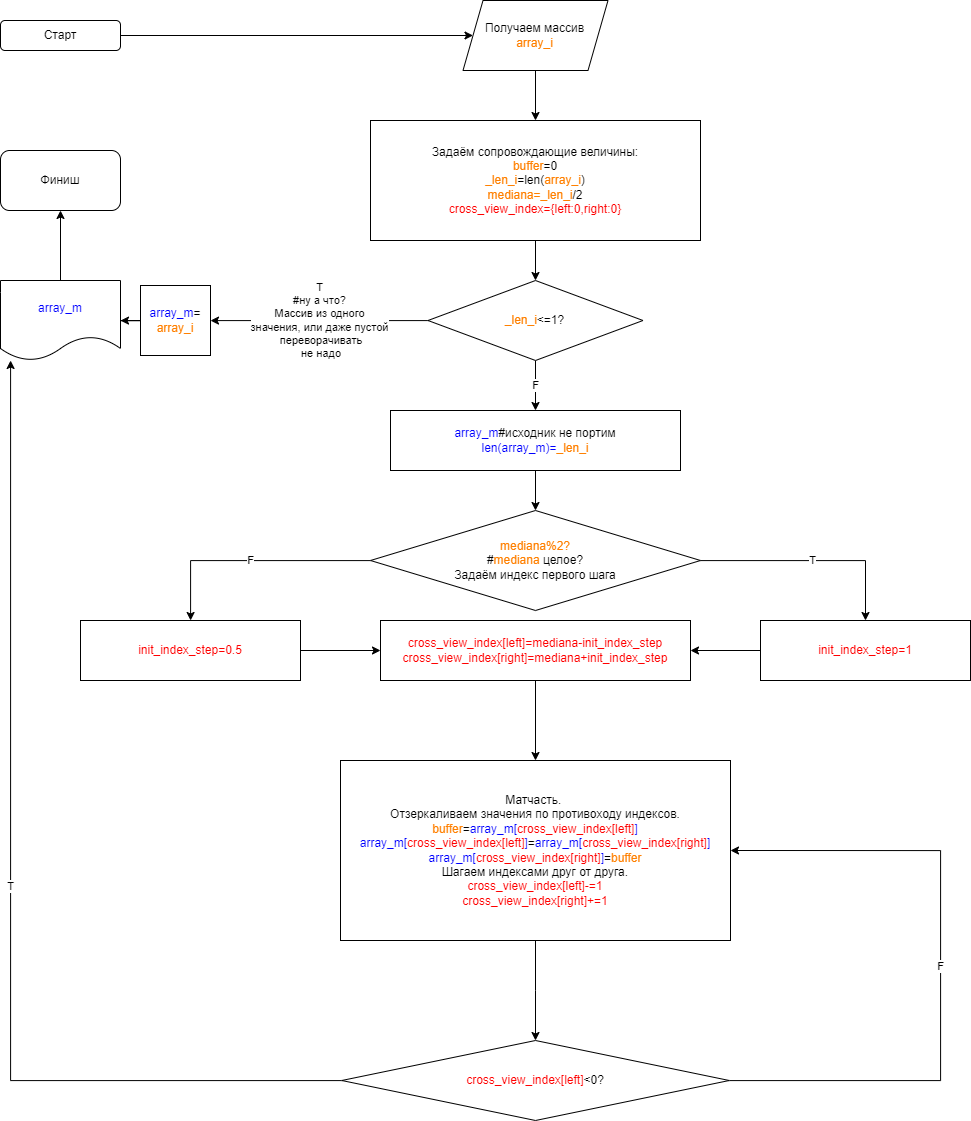 Старт
Получаем массив
array_i
Задаём сопровождающие величины:
buffer=0
_len_i=len(array_i)
mediana=_len_i/2
cross_view_index={left:0,right:0}
Финиш
array_m
array_m=
array_i
T
#ну а что?
Массив из одного
значения, или даже пустой
переворачивать
не надо
_len_i<=1?
F
array_m#исходник не портим
len(array_m)=_len_i
mediana%2?
#mediana целое?
Задаём индекс первого шага
F
T
init_index_step=0.5
cross_view_index[left]=mediana-init_index_step
cross_view_index[right]=mediana+init_index_step
init_index_step=1
Матчасть.
Отзеркаливаем значения по противоходу индексов.
buffer=array_m[cross_view_index[left]]
array_m[cross_view_index[left]]=array_m[cross_view_index[right]]
array_m[cross_view_index[right]]=buffer
Шагаем индексами друг от друга.
cross_view_index[left]-=1
cross_view_index[right]+=1
T
F
cross_view_index[left]<0?